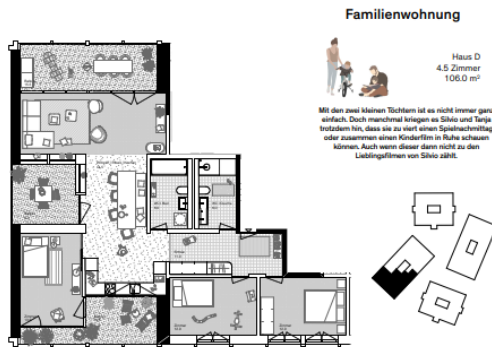 Familienwohnung
Haus D
4.5 Zimmer
106.0 m²
Mit den zwei kleinen Töchtern ist es nicht immer ganz
einfach. Doch manchmal kriegen es Silvio und Tanja
trotzdem hin, dass sie zu viert einen Spielnachmittag
oder zusammen einen Kinderfilm in Ruhe schauen
können. Auch wenn dieser dann nicht zu den
Lieblingsfilmen von Silvio zählt.
Zimmer
Zimmer